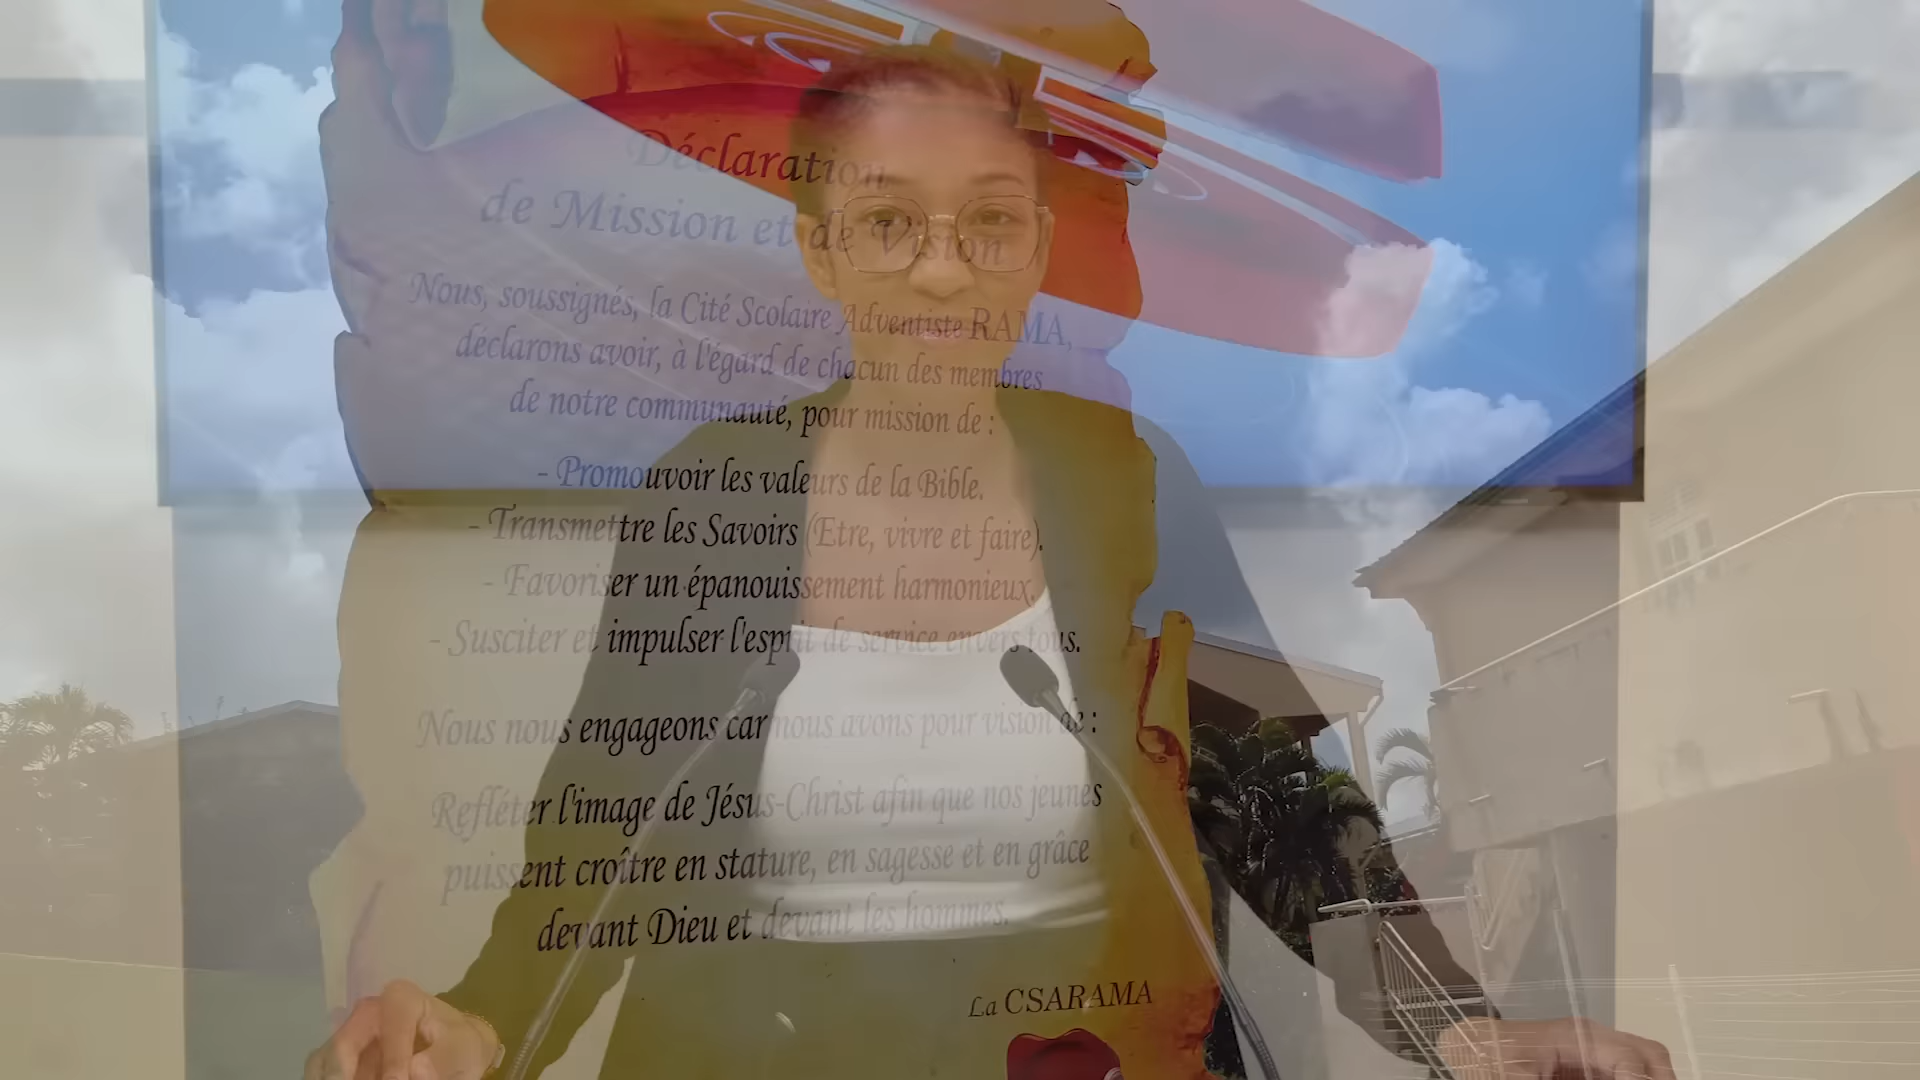 Déclaration
de Mission et de Vision
Nous, soussignés, la Cité Scolaire Adventiste RAMA,
déclarons avoir, à l'égard de chacun des membres
de notre communauté, pour mission de :
- Promouvoir les valeurs de la Bible.
- Transmettre les Savoirs (Etre, vivre et faire).
- Favoriser un épanouissement harmonieux.
- Susciter et impulser l'esprit de service envers tous.
Nous nous engageons car nous avons pour vision de :
Refléter l'image de Jésus-Christ afin que nos jeunes
puissent croître en stature, en sagesse et en grâce
devant Dieu et devant les hommes.
La CSARAMA